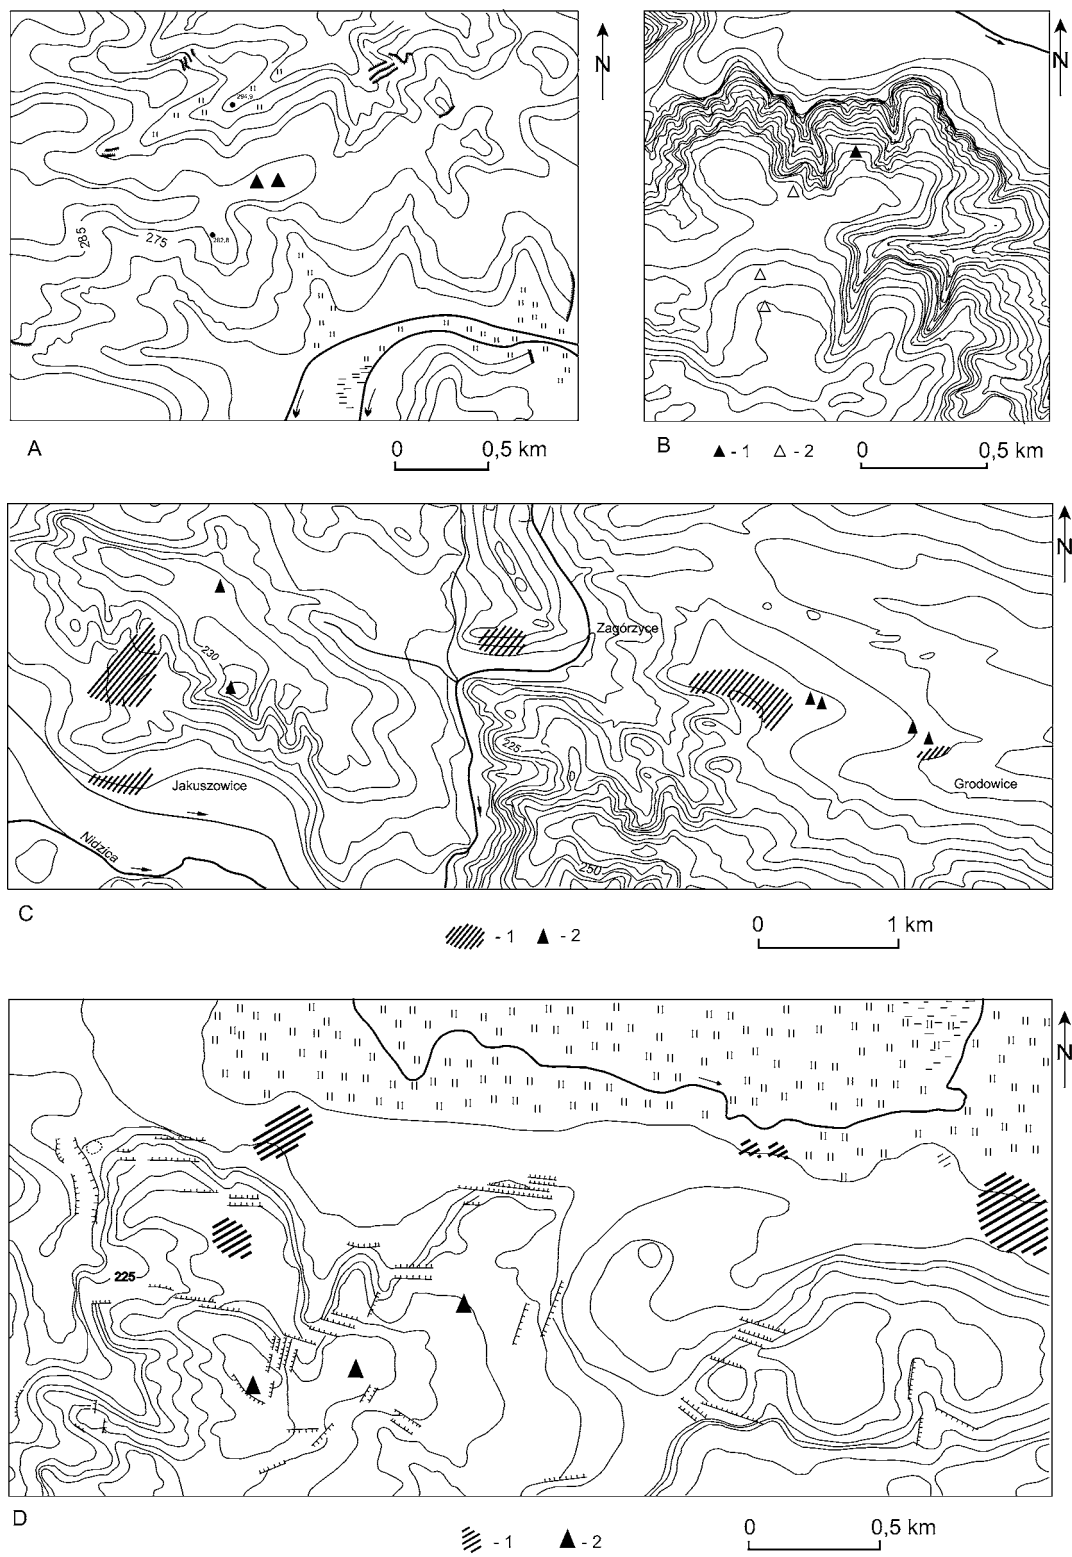 N
294,9
285
275
282,8
A
0 0,5 km
N
B
▲ - 1 △ - 2
0 0,5 km
N
Zagórzyce
230
225
Jakuszowice
Grodowice
Nidzica
250
C
- 1 ▲ - 2
0 1 km
N
225
D
- 1 ▲ - 2
0 0,5 km